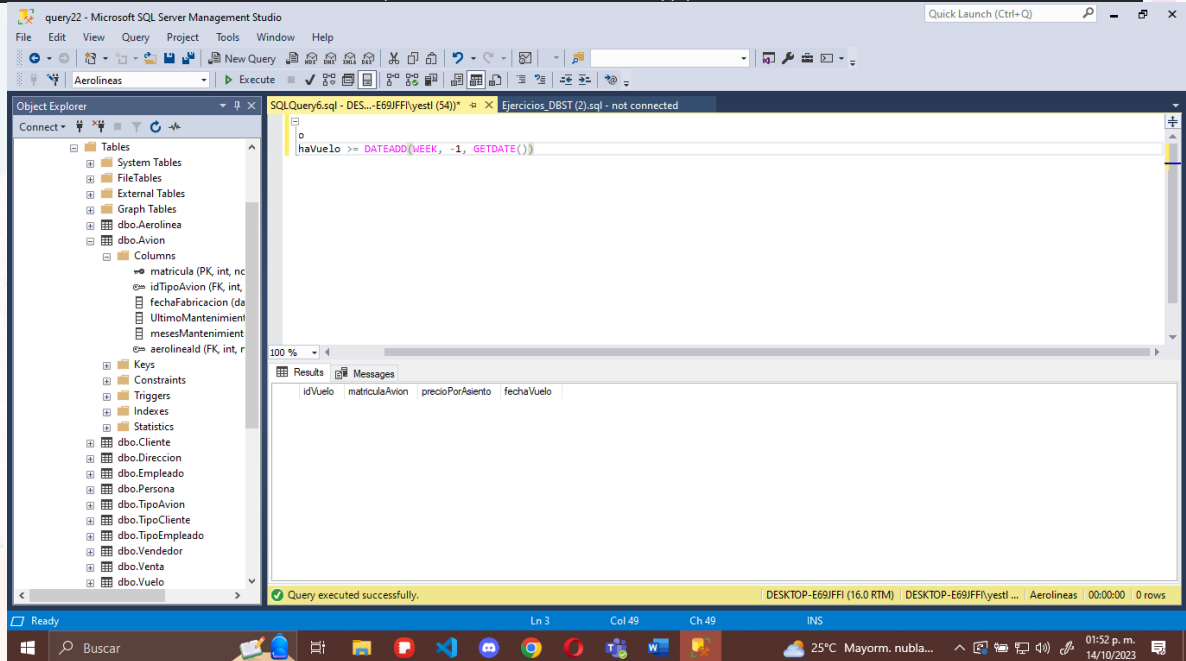 query22 - Microsoft SQL Server Management Studio
Quick Launch (Ctrl+Q)
File Edit View Query Project Tools Window Help
New Query
MDX DMX XMLA DAX
Aerolineas
Execute
Object Explorer
SQLQuery6.sql - DES...-E69JFFI\yestl (54))*
Ejercicios_DBST (2).sql - not connected
Connect
Tables
System Tables
FileTables
External Tables
Graph Tables
dbo.Aerolinea
dbo.Avion
Columns
matricula (PK, int, nc
idTipoAvion (FK, int,
fechaFabricacion (da
UltimoMantenimient
mesesMantenimient
aerolineaId (FK, int, r
Keys
Constraints
Triggers
Indexes
Statistics
dbo.Cliente
dbo.Direccion
dbo.Empleado
dbo.Persona
dbo.TipoAvion
dbo.TipoCliente
dbo.TipoEmpleado
dbo.Vendedor
dbo.Venta
dbo.Vuelo
o
haVuelo >= DATEADD(WEEK, -1, GETDATE())
100 %
Results Messages
idVuelo matriculaAvion precioPorAsiento fechaVuelo
Query executed successfully.
DESKTOP-E69JFFI (16.0 RTM) DESKTOP-E69JFFI\yestl ... Aerolineas 00:00:00 0 rows
Ready Ln 3 Col 49 Ch 49 INS
Buscar
25°C Mayorm. nubla...
01:52 p. m.
14/10/2023